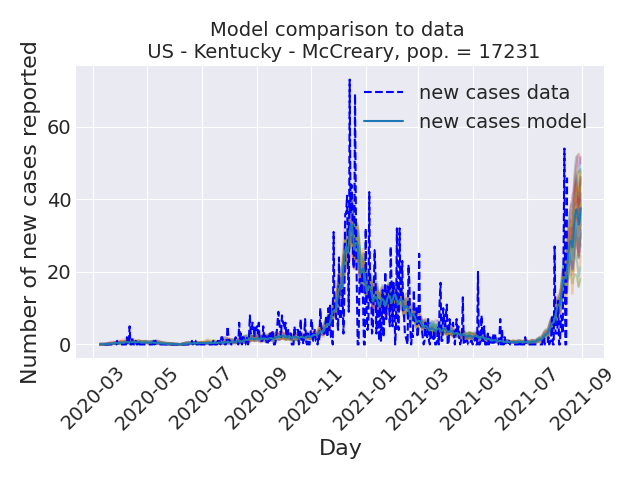 Model comparison to data
US - Kentucky - McCreary, pop. = 17231
new cases data
new cases model
Number of new cases reported
60
40
20
0
2020-03
2020-05
2020-07
2020-09
2020-11
2021-01
2021-03
2021-05
2021-07
2021-09
Day